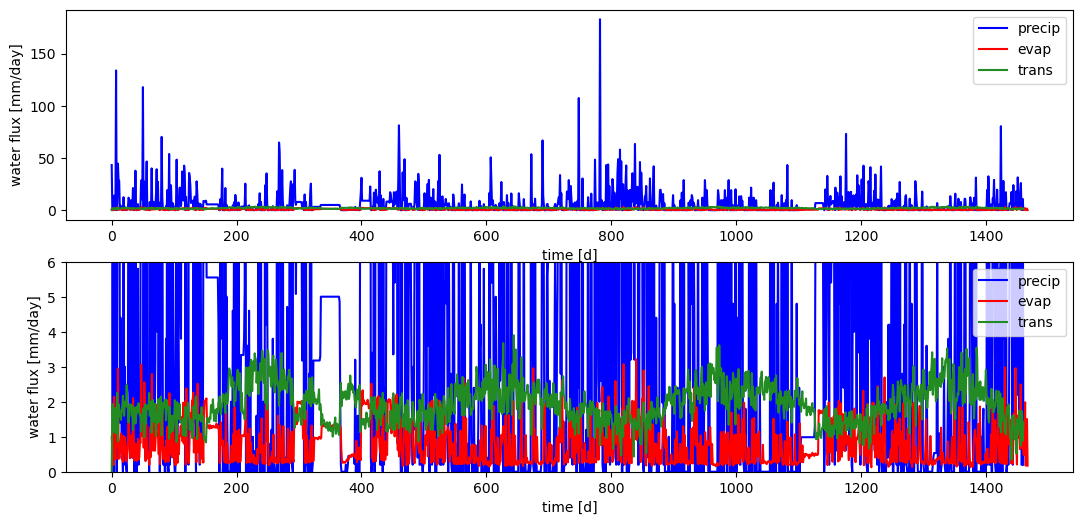 water flux [mm/day]
150
100
50
0
precip
evap
trans
0 200 400 600 800 1000 1200 1400
time [d]
water flux [mm/day]
6
5
4
3
2
1
0
precip
evap
trans
0 200 400 600 800 1000 1200 1400
time [d]